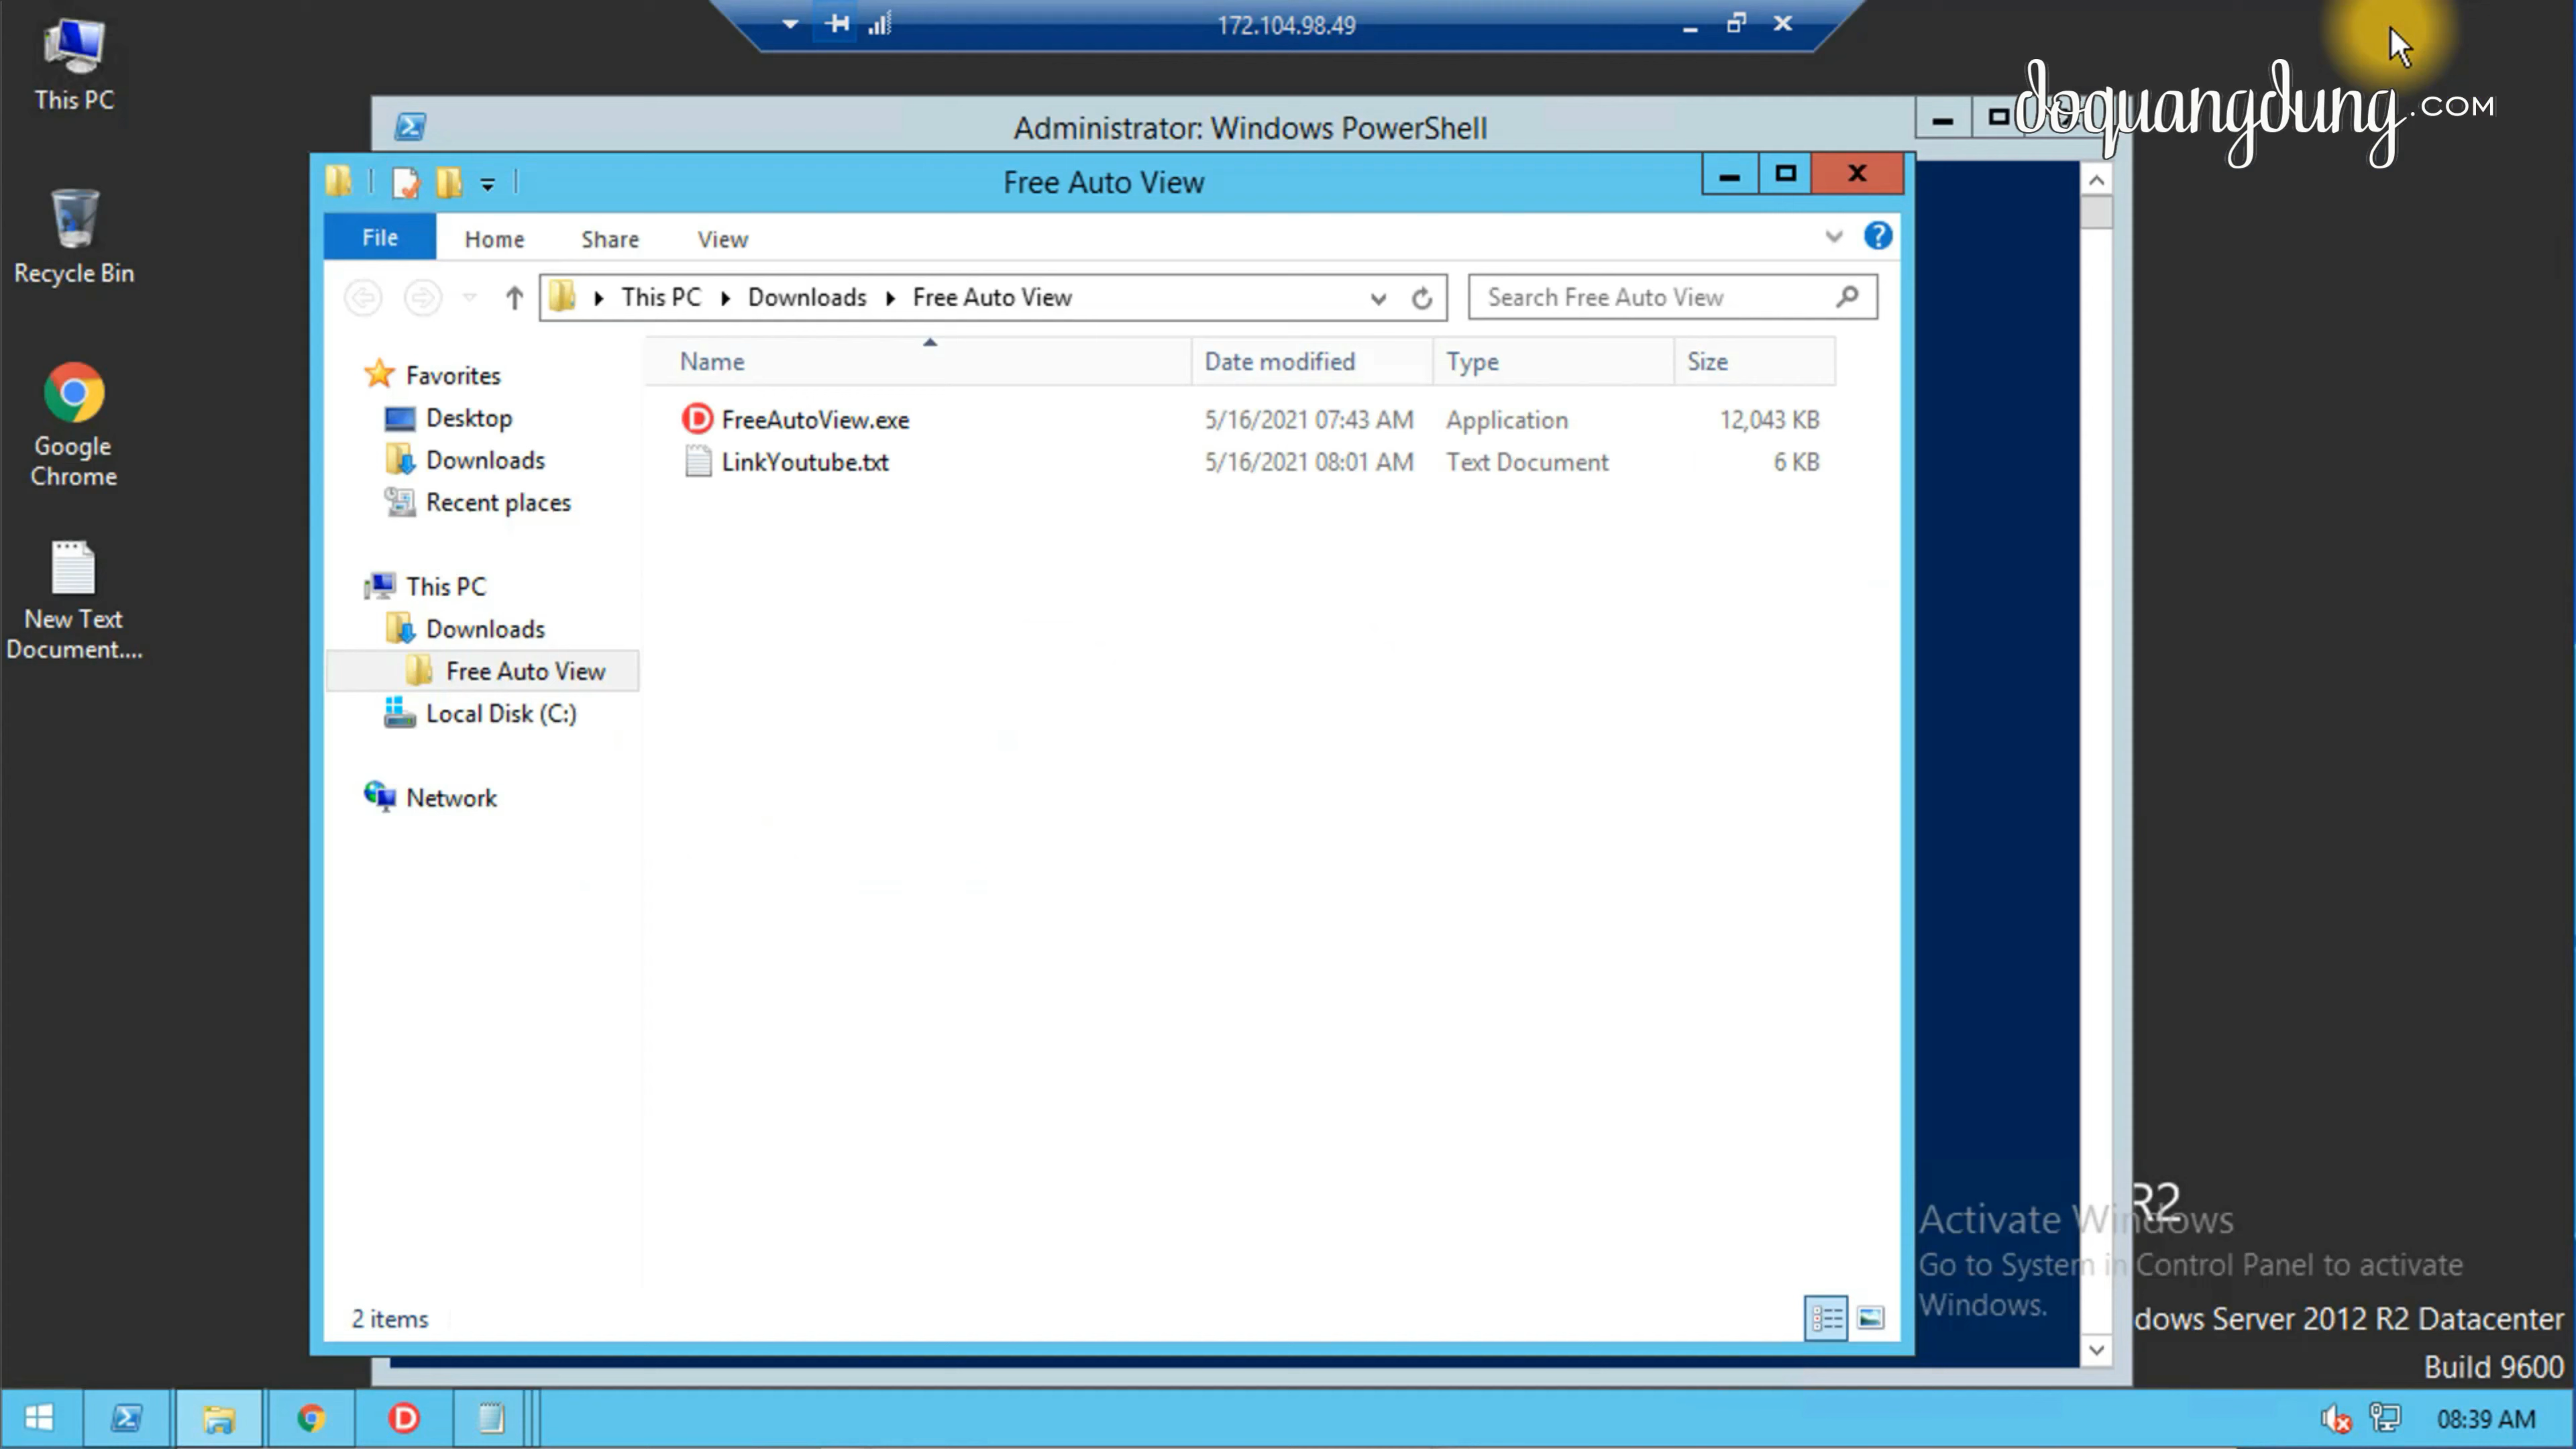 172.104.98.49
This PC
doquangdung.COM
Administrator: Windows PowerShell
Free Auto View
File
Home
Share
View
This PC
Downloads
Free Auto View
Search Free Auto View
Recycle Bin
Name
Date modified
Type
Size
Favorites
FreeAutoView.exe
5/16/2021 07:43 AM
Application
12,043 KB
Desktop
LinkYoutube.txt
5/16/2021 08:01 AM
Text Document
6 KB
Downloads
Google
Chrome
Recent places
This PC
New Text
Document....
Downloads
Free Auto View
Local Disk (C:)
Network
R2
Activate Windows
Go to System in Control Panel to activate
Windows.
2 items
dows Server 2012 R2 Datacenter
Build 9600
08:39 AM